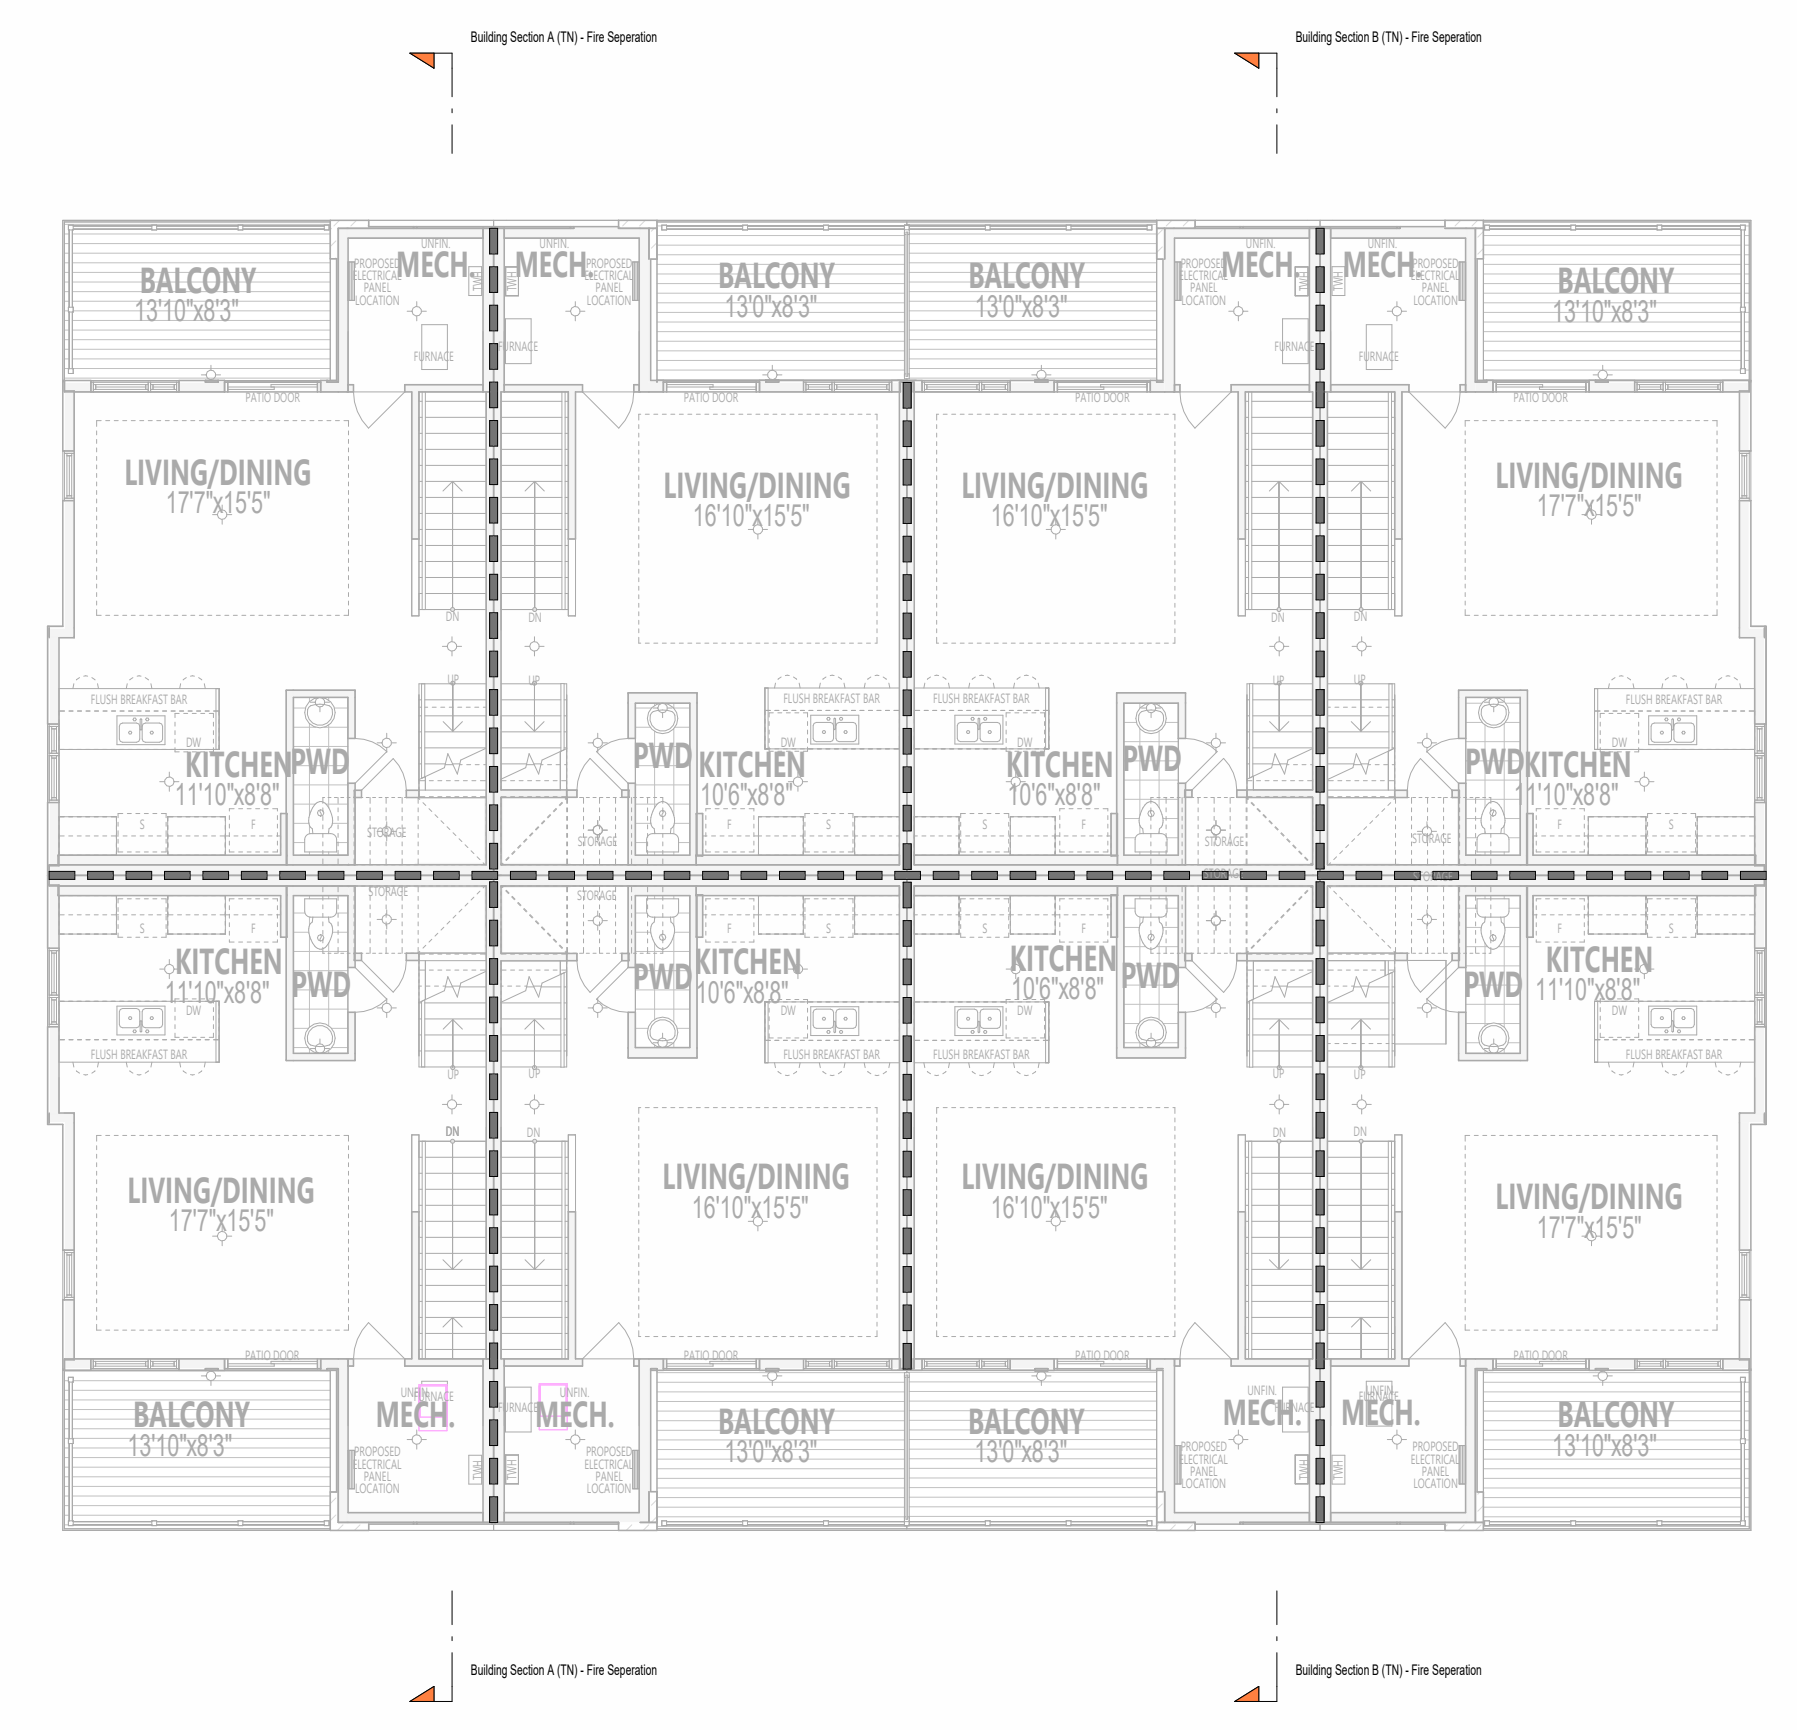 Building Section A (TN) - Fire Seperation
Building Section B (TN) - Fire Seperation
BALCONY
13'10"x8'3"
UNFIN.
MECH.
PROPOSED
ELECTRICAL
PANEL
LOCATION
TWH
FURNACE
UNFIN.
MECH.
PROPOSED
ELECTRICAL
PANEL
LOCATION
TWH
FURNACE
BALCONY
13'0"x8'3"
BALCONY
13'0"x8'3"
UNFIN.
MECH.
PROPOSED
ELECTRICAL
PANEL
LOCATION
TWH
FURNACE
UNFIN.
MECH.
PROPOSED
ELECTRICAL
PANEL
LOCATION
TWH
FURNACE
BALCONY
13'10"x8'3"
PATIO DOOR
PATIO DOOR
PATIO DOOR
PATIO DOOR
LIVING/DINING
17'7"x15'5"
LIVING/DINING
16'10"x15'5"
LIVING/DINING
16'10"x15'5"
LIVING/DINING
17'7"x15'5"
DN
DN
DN
DN
UP
UP
UP
UP
FLUSH BREAKFAST BAR
FLUSH BREAKFAST BAR
FLUSH BREAKFAST BAR
FLUSH BREAKFAST BAR
DW
DW
DW
DW
KITCHEN
11'10"x8'8"
PWD
PWD
KITCHEN
10'6"x8'8"
KITCHEN
10'6"x8'8"
PWD
PWD
KITCHEN
11'10"x8'8"
S
F
STORAGE
STORAGE
F
S
S
F
STORAGE
STORAGE
F
S
STORAGE
STORAGE
STORAGE
STORAGE
S
F
F
S
S
F
F
S
KITCHEN
11'10"x8'8"
PWD
PWD
KITCHEN
10'6"x8'8"
KITCHEN
10'6"x8'8"
PWD
PWD
KITCHEN
11'10"x8'8"
DW
DW
DW
DW
FLUSH BREAKFAST BAR
FLUSH BREAKFAST BAR
FLUSH BREAKFAST BAR
FLUSH BREAKFAST BAR
UP
UP
UP
UP
DN
DN
DN
DN
LIVING/DINING
17'7"x15'5"
LIVING/DINING
16'10"x15'5"
LIVING/DINING
16'10"x15'5"
LIVING/DINING
17'7"x15'5"
PATIO DOOR
PATIO DOOR
PATIO DOOR
PATIO DOOR
BALCONY
13'10"x8'3"
UNFIN.
FURNACE
MECH.
PROPOSED
ELECTRICAL
PANEL
LOCATION
TWH
UNFIN.
FURNACE
MECH.
PROPOSED
ELECTRICAL
PANEL
LOCATION
TWH
BALCONY
13'0"x8'3"
BALCONY
13'0"x8'3"
UNFIN.
FURNACE
MECH.
PROPOSED
ELECTRICAL
PANEL
LOCATION
TWH
UNFIN.
FURNACE
MECH.
PROPOSED
ELECTRICAL
PANEL
LOCATION
TWH
BALCONY
13'10"x8'3"
Building Section A (TN) - Fire Seperation
Building Section B (TN) - Fire Seperation